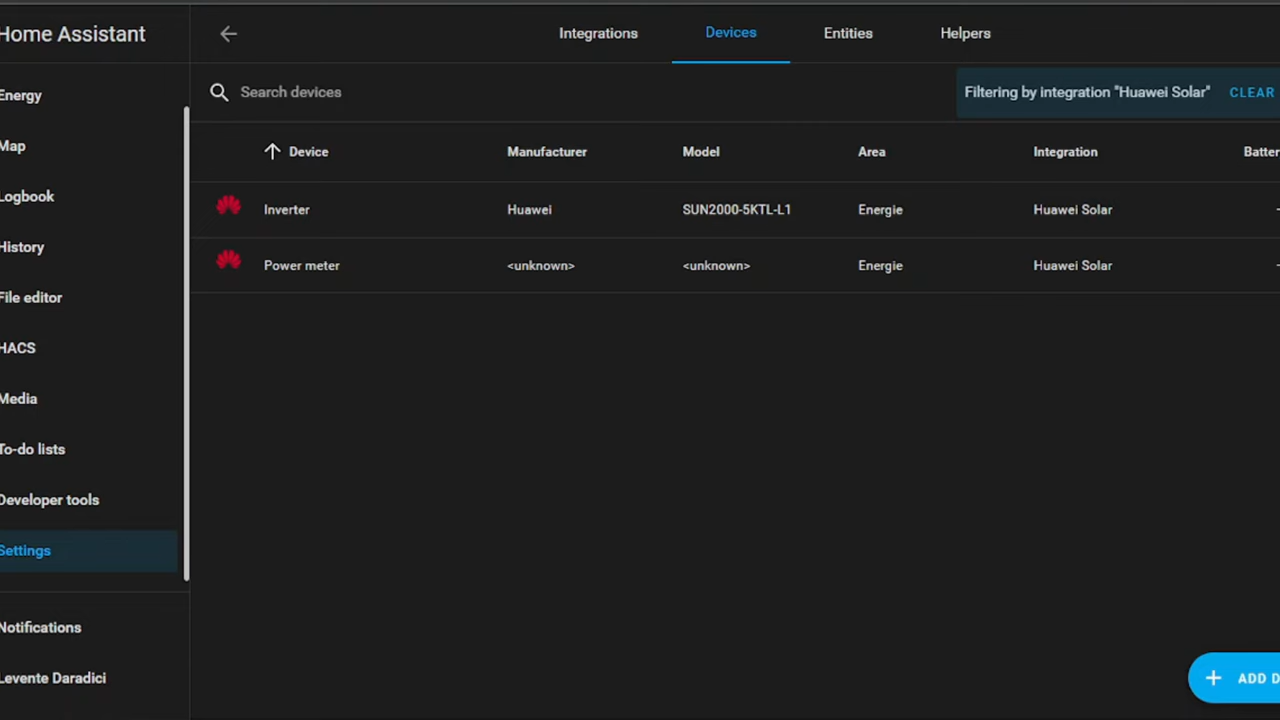 Home Assistant
Integrations
Devices
Entities
Helpers
Energy
Map
Logbook
History
File editor
HACS
Media
To-do lists
Developer tools
Settings
Notifications
Levente Daradici
Search devices
Filtering by integration "Huawei Solar" CLEAR
Device Manufacturer Model Area Integration Batter
Inverter Huawei SUN2000-5KTL-L1 Energie Huawei Solar
Power meter <unknown> <unknown> Energie Huawei Solar
+ ADD D